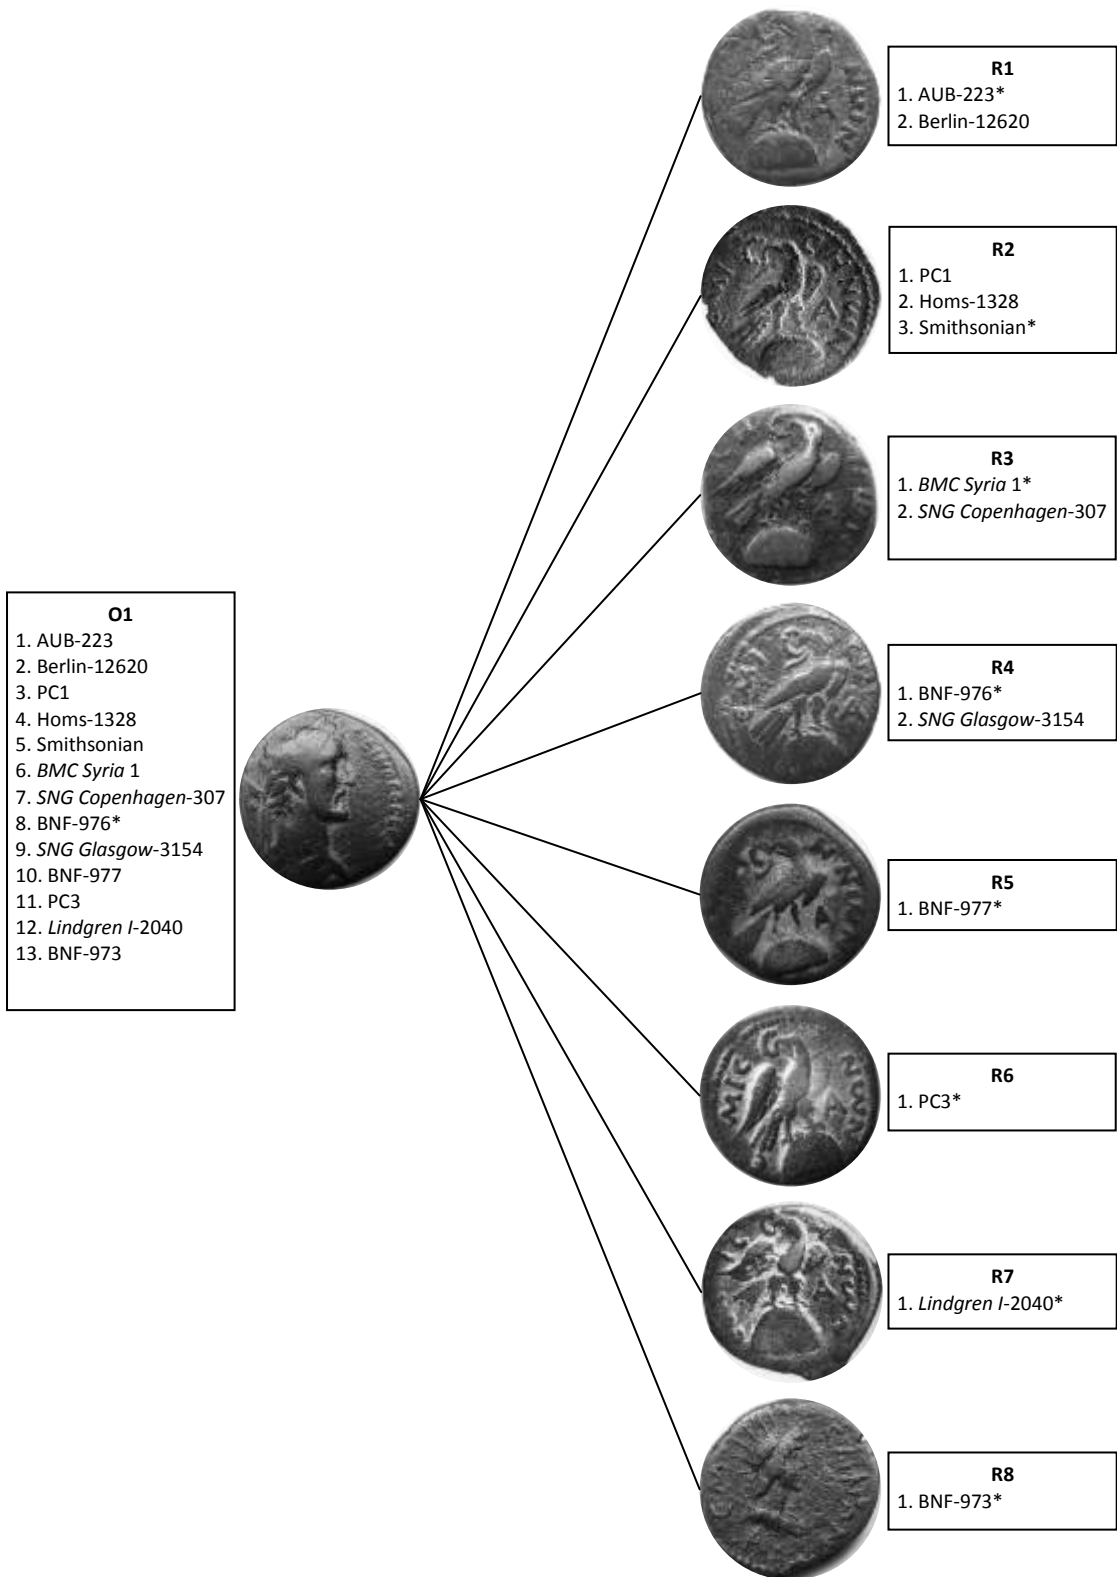 R1
1. AUB-223*
2. Berlin-12620
R2
1. PC1
2. Homs-1328
3. Smithsonian*
R3
1. BMC Syria 1*
2. SNG Copenhagen-307
R4
1. BNF-976*
2. SNG Glasgow-3154
O1
1. AUB-223
2. Berlin-12620
3. PC1
4. Homs-1328
5. Smithsonian
6. BMC Syria 1
7. SNG Copenhagen-307
8. BNF-976*
9. SNG Glasgow-3154
10. BNF-977
11. PC3
12. Lindgren I-2040
13. BNF-973
R5
1. BNF-977*
R6
1. PC3*
R7
1. Lindgren I-2040*
R8
1. BNF-973*